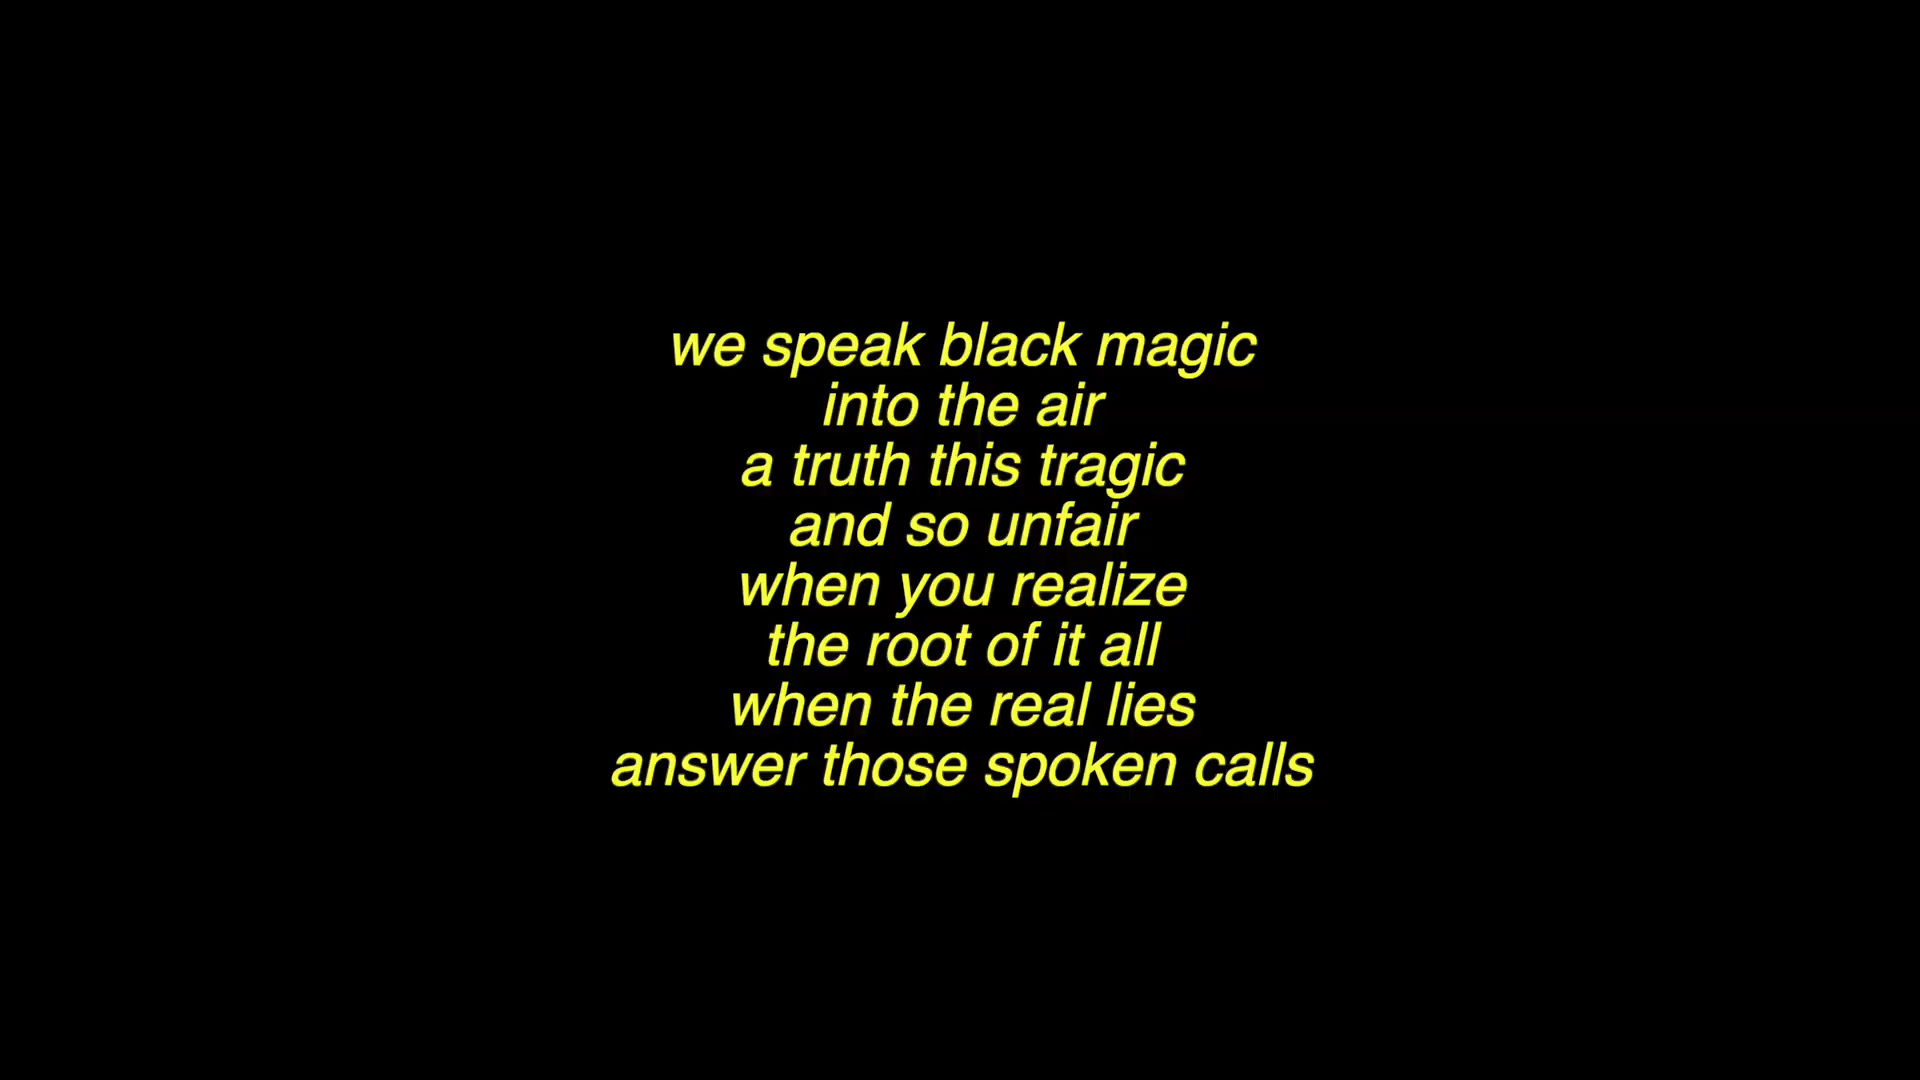 we speak black magic
into the air
a truth this tragic
and so unfair
when you realize
the root of it all
when the real lies
answer those spoken calls